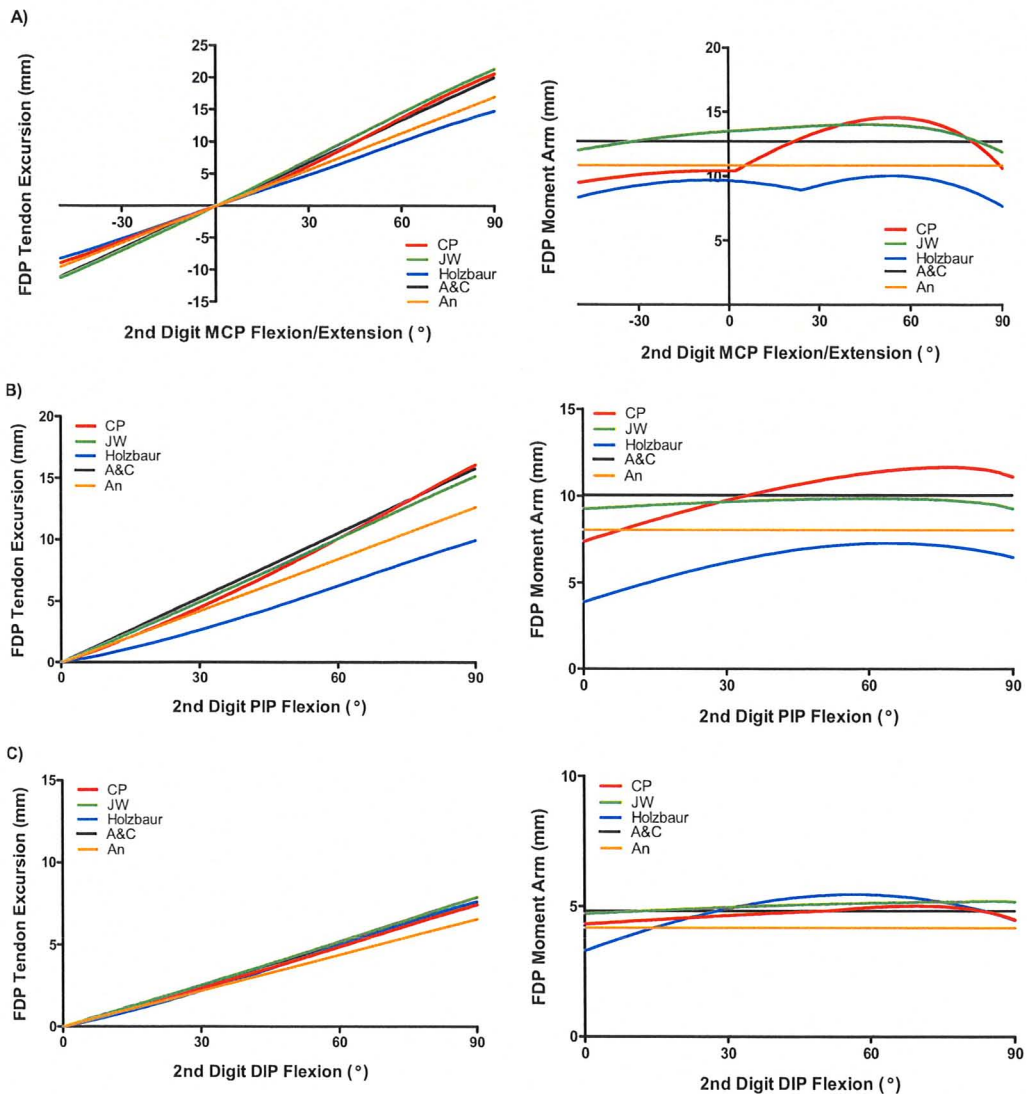 A)
FDP Tendon Excursion (mm)
25
20
15
10
5
-5
-10
-15
-30
30
60
90
CP
JW
Holzbaur
A&C
An
2nd Digit MCP Flexion/Extension (°)
FDP Moment Arm (mm)
20
15
10
5
-30
0
30
60
90
CP
JW
Holzbaur
A&C
An
2nd Digit MCP Flexion/Extension (°)
B)
FDP Tendon Excursion (mm)
20
15
10
5
0
0
30
60
90
CP
JW
Holzbaur
A&C
An
2nd Digit PIP Flexion (°)
FDP Moment Arm (mm)
15
10
5
0
0
30
60
90
CP
JW
Holzbaur
A&C
An
2nd Digit PIP Flexion (°)
C)
FDP Tendon Excursion (mm)
15
10
5
0
0
30
60
90
CP
JW
Holzbaur
A&C
An
2nd Digit DIP Flexion (°)
FDP Moment Arm (mm)
10
5
0
0
30
60
90
CP
JW
Holzbaur
A&C
An
2nd Digit DIP Flexion (°)